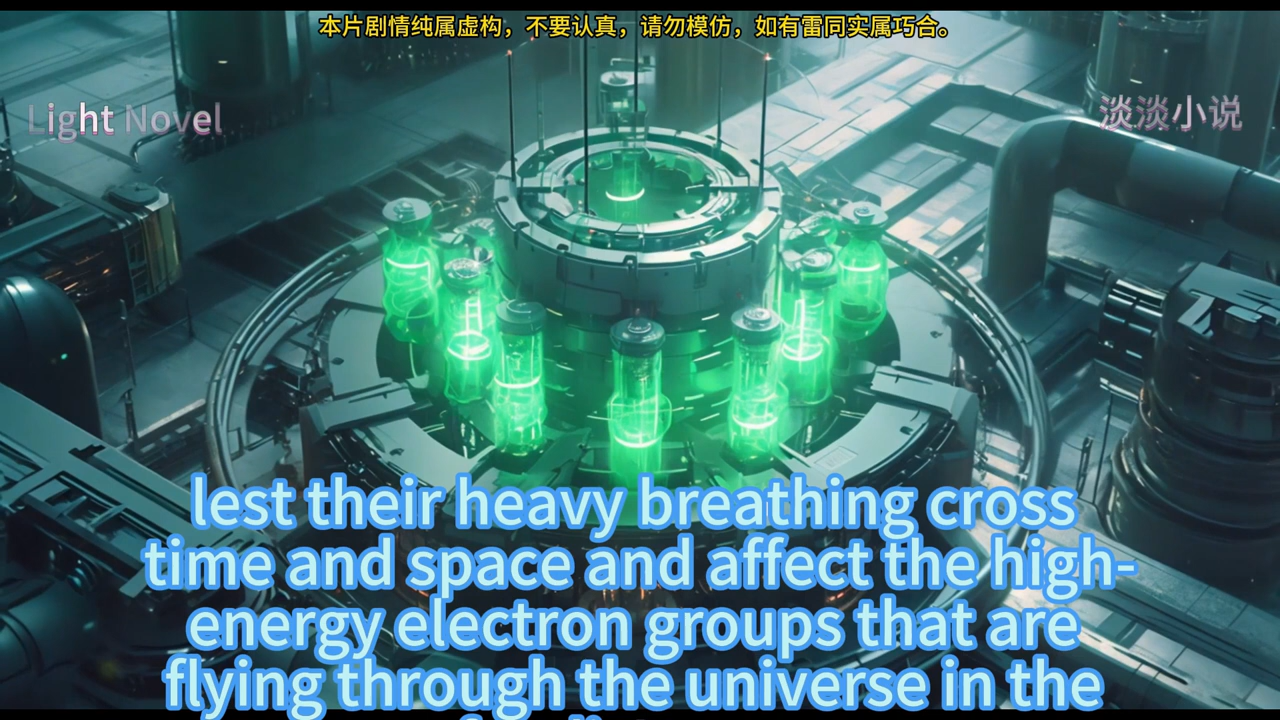 本片剧情纯属虚构，不要认真，请勿模仿，如有雷同实属巧合。
Light Novel
淡淡小说
lest their heavy breathing cross
time and space and affect the high-
energy electron groups that are
flying through the universe in the